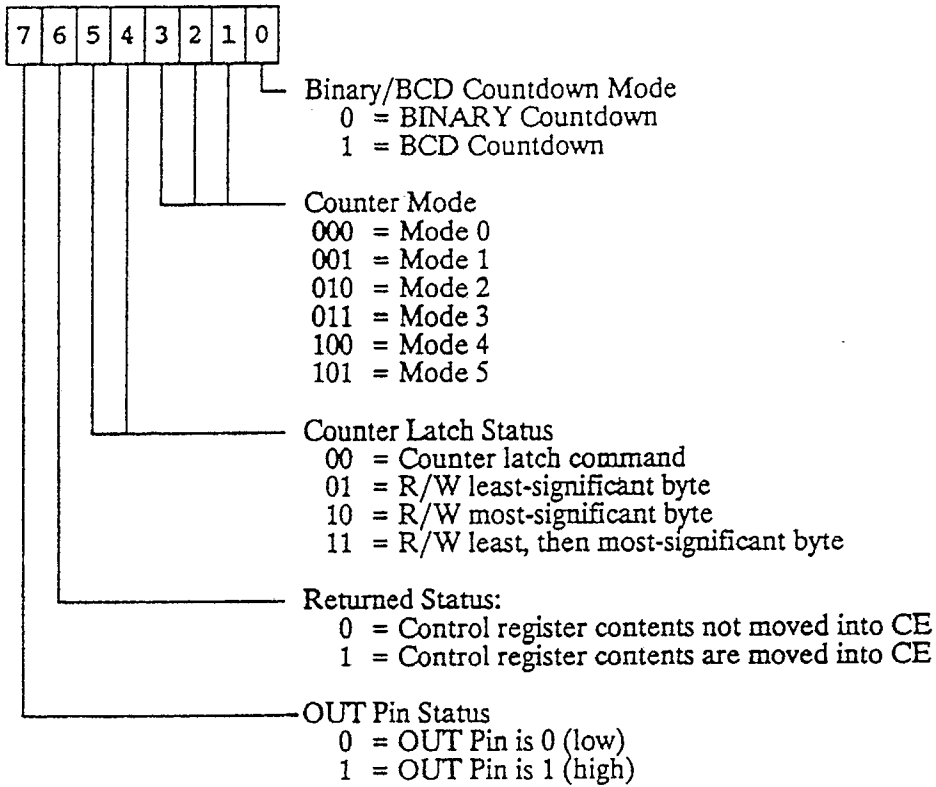 7 6 5 4 3 2 1 0
Binary/BCD Countdown Mode
0 = BINARY Countdown
1 = BCD Countdown
Counter Mode
000 = Mode 0
001 = Mode 1
010 = Mode 2
011 = Mode 3
100 = Mode 4
101 = Mode 5
Counter Latch Status
00 = Counter latch command
01 = R/W least-significant byte
10 = R/W most-significant byte
11 = R/W least, then most-significant byte
Returned Status:
0 = Control register contents not moved into CE
1 = Control register contents are moved into CE
OUT Pin Status
0 = OUT Pin is 0 (low)
1 = OUT Pin is 1 (high)